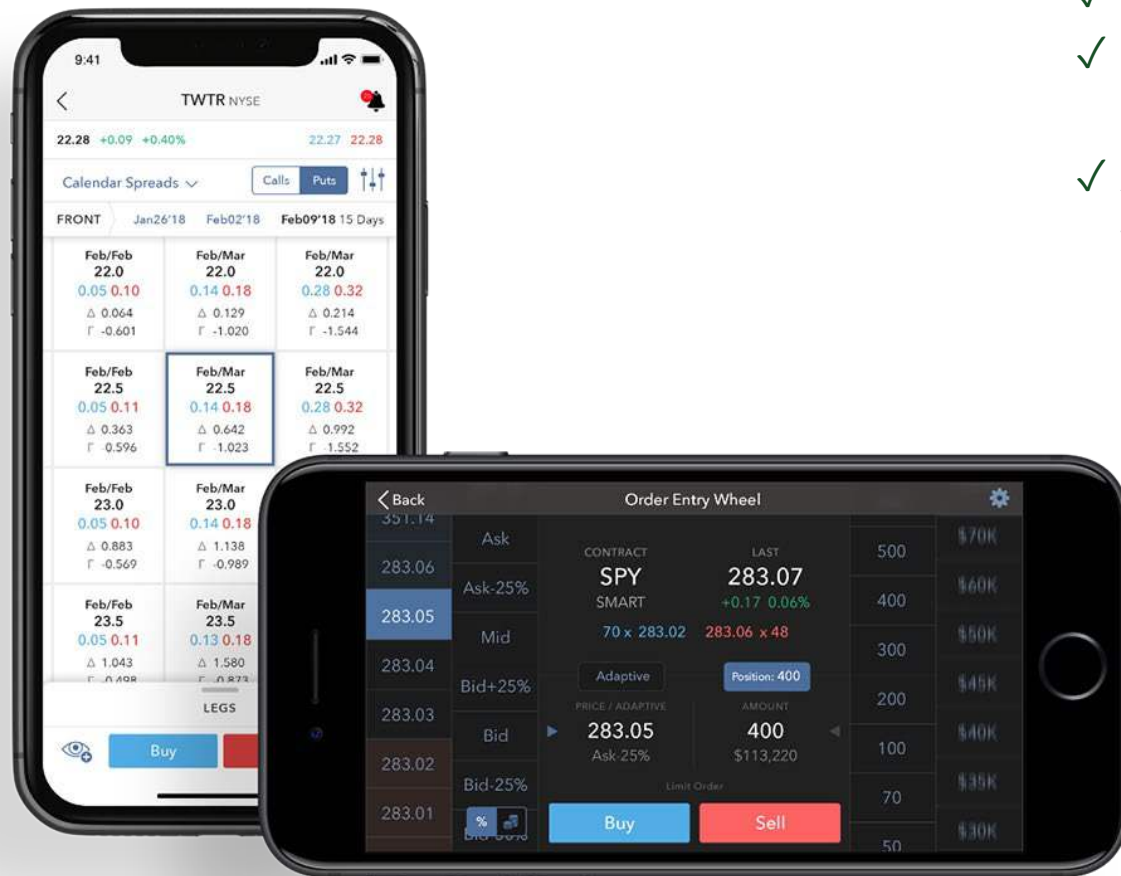 9:41
TWTR NYSE
22.28 +0.09 +0.40% 22.27 22.28
Calendar Spreads Calls Puts
FRONT Jan26'18 Feb02'18 Feb09'18 15 Days
Feb/Feb Feb/Mar Feb/Mar
22.0 22.0 22.0
0.05 0.10 0.14 0.18 0.28 0.32
Δ 0.064 Δ 0.129 Δ 0.214
Γ -0.601 Γ -1.020 Γ -1.544
Feb/Feb Feb/Mar Feb/Mar
22.5 22.5 22.5
0.05 0.11 0.14 0.18 0.28 0.32
Δ 0.363 Δ 0.642 Δ 0.992
Γ -0.596 Γ -1.023 Γ -1.552
Feb/Feb Feb/Mar
23.0 23.0
0.05 0.10 0.14 0.18
Δ 0.883 Δ 1.138
Γ -0.569 Γ -0.989
Feb/Feb Feb/Mar
23.5 23.5
0.05 0.11 0.13 0.18
Δ 1.043 Δ 1.580
Γ -0.498 Γ -0.873
LEGS
Buy
Back Order Entry Wheel
351.14
283.06
283.05
283.04
283.03
283.02
283.01
Ask
Ask-25%
Mid
Bid+25%
Bid
Bid-25%
%
CONTRACT LAST
SPY 283.07
SMART +0.17 0.06%
70 x 283.02 283.06 x 48
Adaptive Position: 400
PRICE / ADAPTIVE AMOUNT
283.05 400
Ask-25% $113,220
Limit Order
Buy Sell
500
400
300
200
100
70
50
$70K
$60K
$50K
$45K
$40K
$35K
$30K